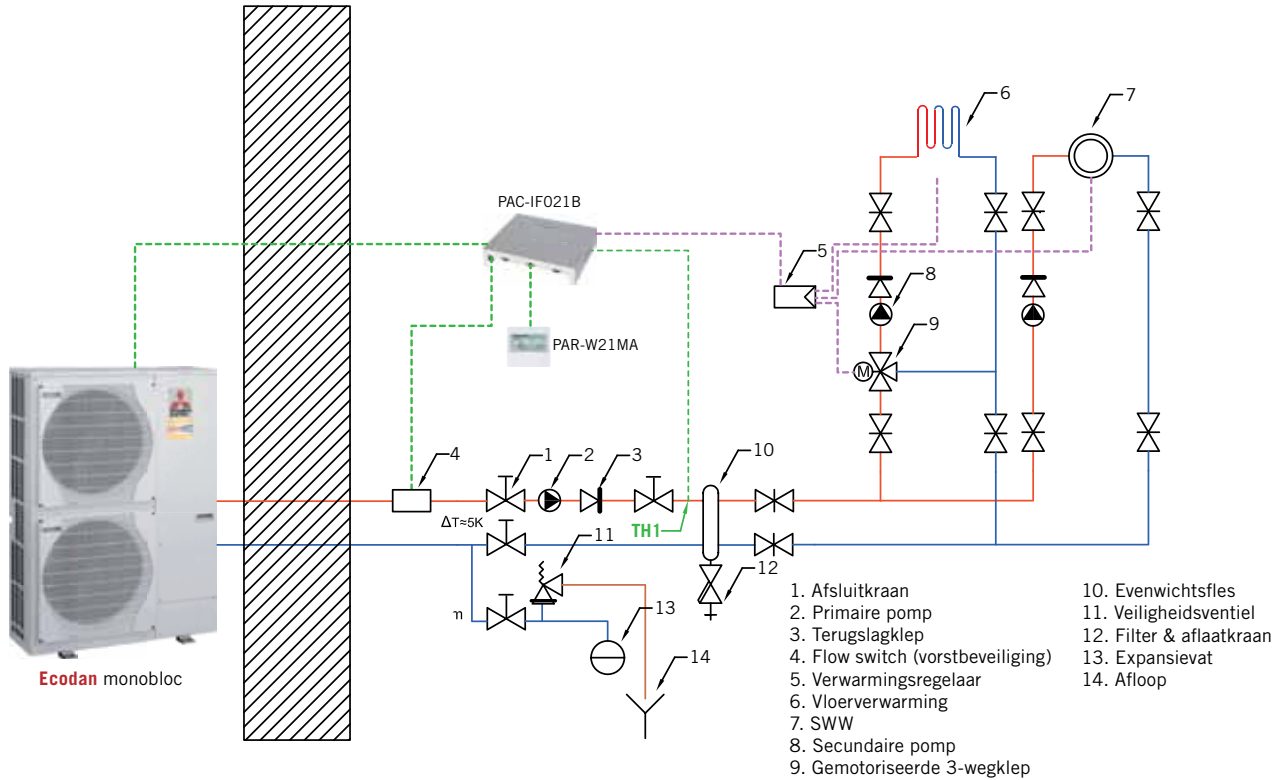 6
7
PAC-IF021B
5
8
PAR-W21MA
9
M
4
1
2
3
10
ΔT≈5K
TH1
11
12
m
13
14
Ecodan monobloc
1. Afsluitkraan
2. Primaire pomp
3. Terugslagklep
4. Flow switch (vorstbeveiliging)
5. Verwarmingsregelaar
6. Vloerverwarming
7. SWW
8. Secundaire pomp
9. Gemotoriseerde 3-wegklep
10. Evenwichtsfles
11. Veiligheidsventiel
12. Filter & aflaatkraan
13. Expansievat
14. Afloop